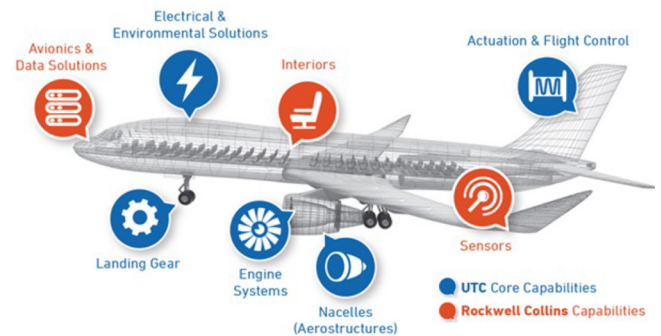 Electrical &
Environmental Solutions
Actuation & Flight Control
Avionics &
Data Solutions
Interiors
Landing Gear
Engine
Systems
Nacelles
(Aerostructures)
Sensors
UTC Core Capabilities
Rockwell Collins Capabilities